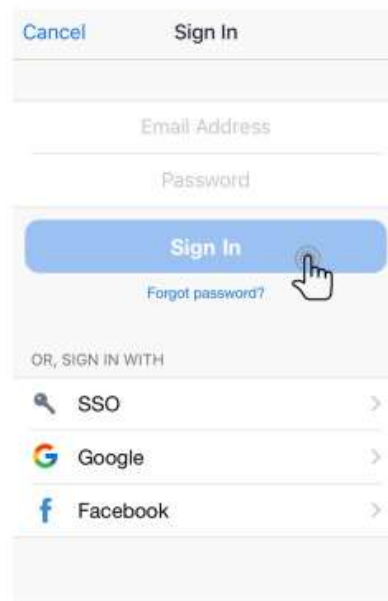 Cancel Sign In
Email Address
Password
Sign In
Forgot password?
OR, SIGN IN WITH
SSO
Google
Facebook